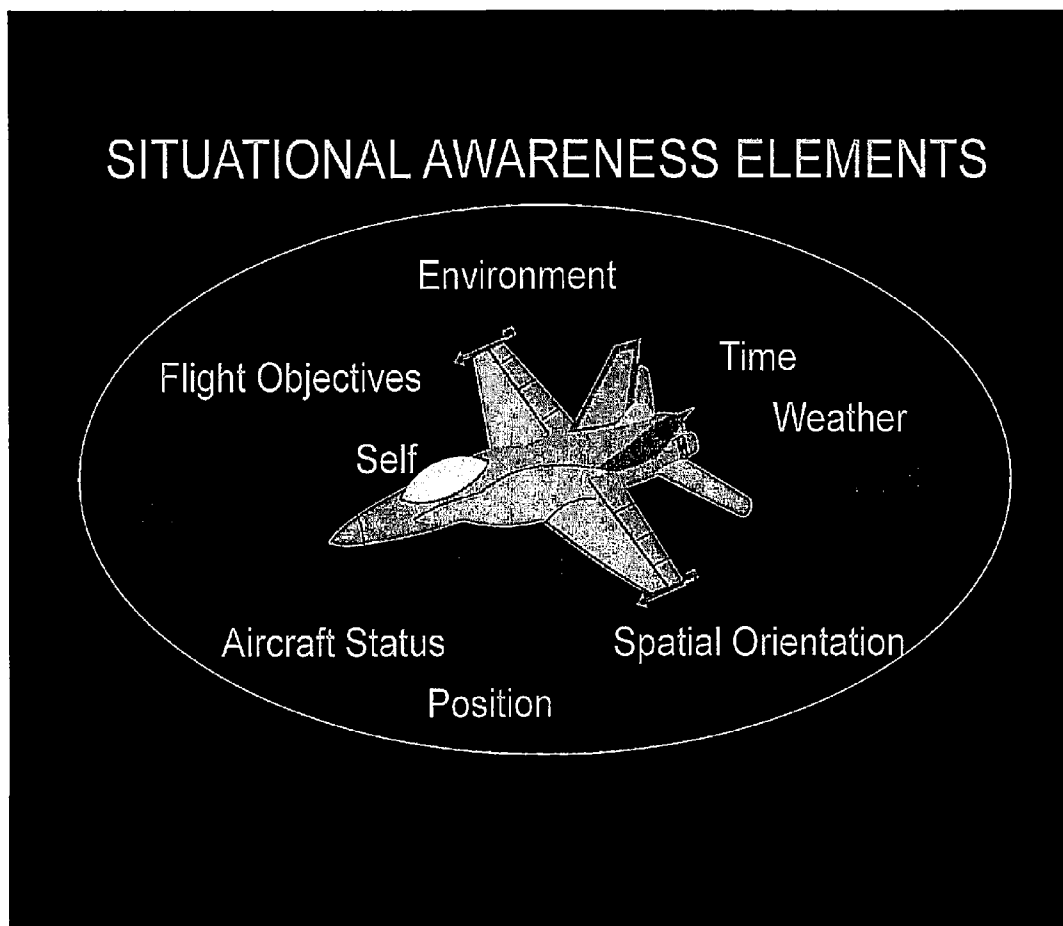 SITUATIONAL AWARENESS ELEMENTS
Environment
Time
Flight Objectives
Weather
Self
Aircraft Status
Spatial Orientation
Position